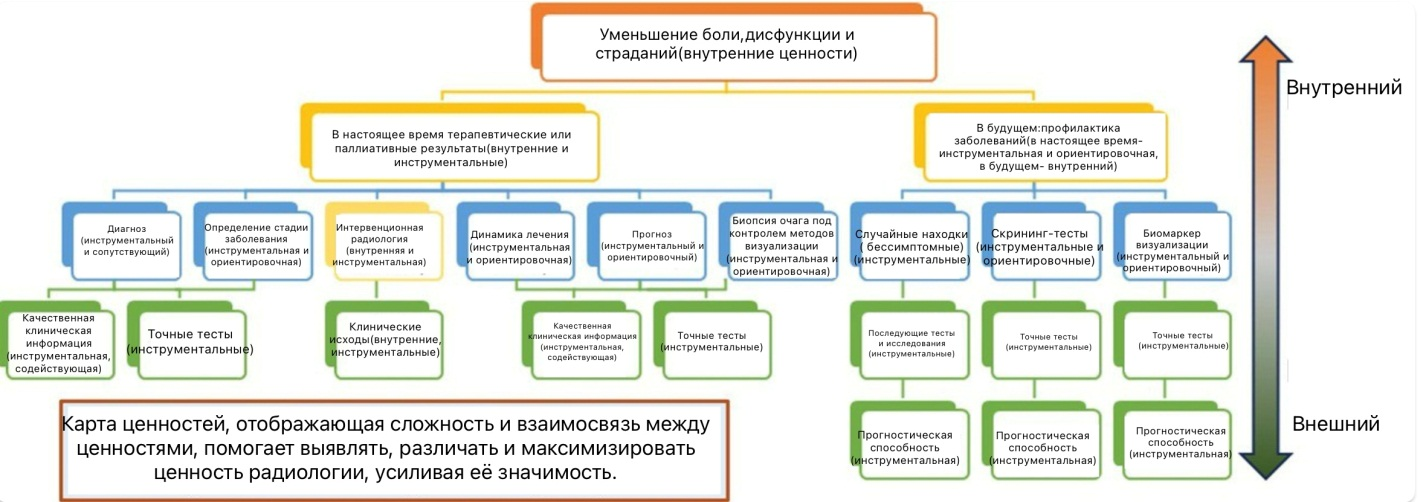 Уменьшение боли,дисфункции и
страданий(внутренние ценности)
Внутренний
В настоящее время терапевтические или
паллиативные результаты(внутренние и
инструментальные)
В будущем:профилактика
заболеваний(в настоящее время-
инструментальная и ориентировочная,
в будущем- внутренний)
Диагноз
(инструментальный
и сопутствующий)
Определение стадии
заболевания
(инструментальная и
ориентировочная)
Интервенционная
радиология
(внутренняя и
инструментальная)
Динамика лечения
(инструментальная
и ориентировочная)
Прогноз
(инструментальный и
ориентировочный)
Биопсия очага под
контролем методов
визуализации
(инструментальная и
ориентировочная)
Случайные находки
( бессимптомные)
(инструментальные)
Скрининг-тесты
(инструментальные и
ориентировочные)
Биомаркер
визуализации
(инструментальный и
ориентировочный)
Качественная
клиническая
информация
(инструментальная,
содействующая)
Точные тесты
(инструментальные)
Клинические
исходы(внутренние,
инструментальные)
Качественная
клиническая информация
(инструментальная,
содействующая)
Точные тесты
(инструментальные)
Последующие тесты
и исследования
(инструментальные)
Точные тесты
(инструментальные)
Точные тесты
(инструментальные)
Прогностическая
способность
(инструментальная)
Прогностическая
способность
(инструментальная)
Прогностическая
способность
(инструментальная)
Внешний
Карта ценностей, отображающая сложность и взаимосвязь между
ценностями, помогает выявлять, различать и максимизировать
ценность радиологии, усиливая её значимость.